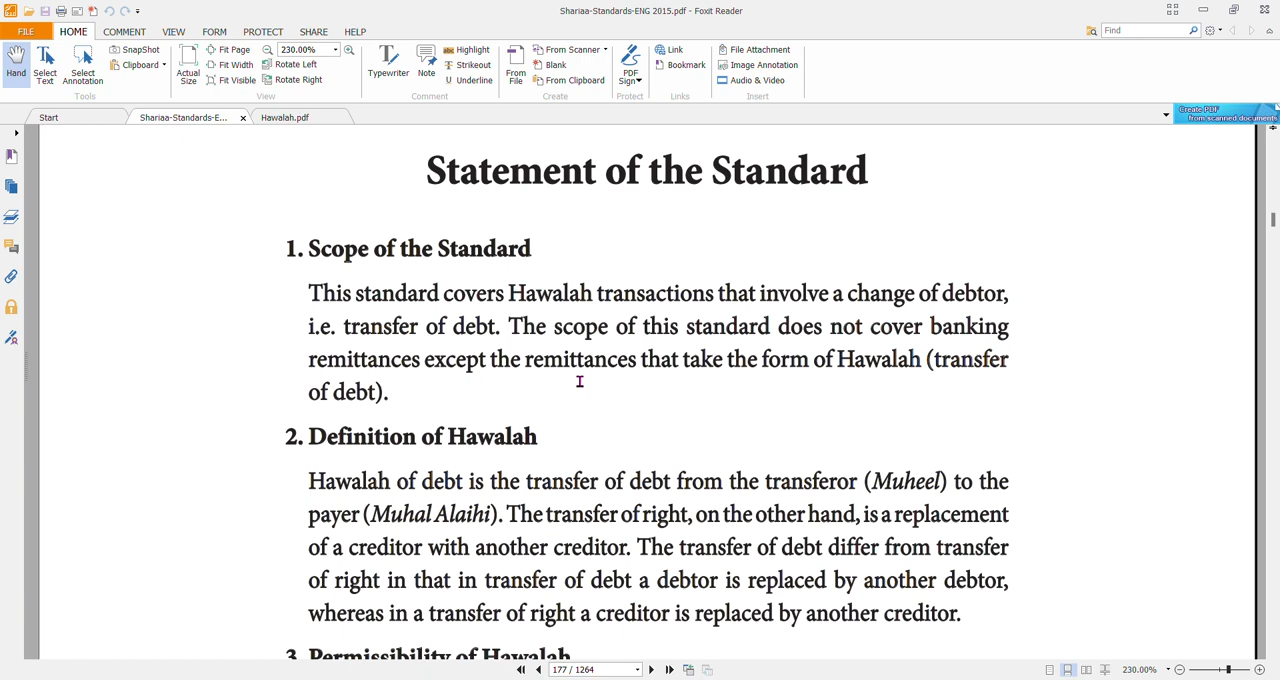 Shariaa-Standards-ENG 2015.pdf - Foxit Reader
FILE HOME COMMENT VIEW FORM PROTECT SHARE HELP
Find
Hand
Select Text
Select Annotation
SnapShot
Clipboard
Tools
Actual Size
Fit Page
Fit Width
Fit Visible
230.00%
Rotate Left
Rotate Right
View
Typewriter
Note
Highlight
Strikeout
Underline
Comment
From File
From Scanner
Blank
From Clipboard
Create
PDF Sign
Protect
Link
Bookmark
Links
File Attachment
Image Annotation
Audio & Video
Insert
Start
Shariaa-Standards-E...
Hawalah.pdf
Create PDF
from scanned documents
Statement of the Standard
1. Scope of the Standard
This standard covers Hawalah transactions that involve a change of debtor,
i.e. transfer of debt. The scope of this standard does not cover banking
remittances except the remittances that take the form of Hawalah (transfer
of debt).
2. Definition of Hawalah
Hawalah of debt is the transfer of debt from the transferor (Muheel) to the
payer (Muhal Alaihi). The transfer of right, on the other hand, is a replacement
of a creditor with another creditor. The transfer of debt differ from transfer
of right in that in transfer of debt a debtor is replaced by another debtor,
whereas in a transfer of right a creditor is replaced by another creditor.
3. Permissibility of Hawalah
177 / 1264
230.00%